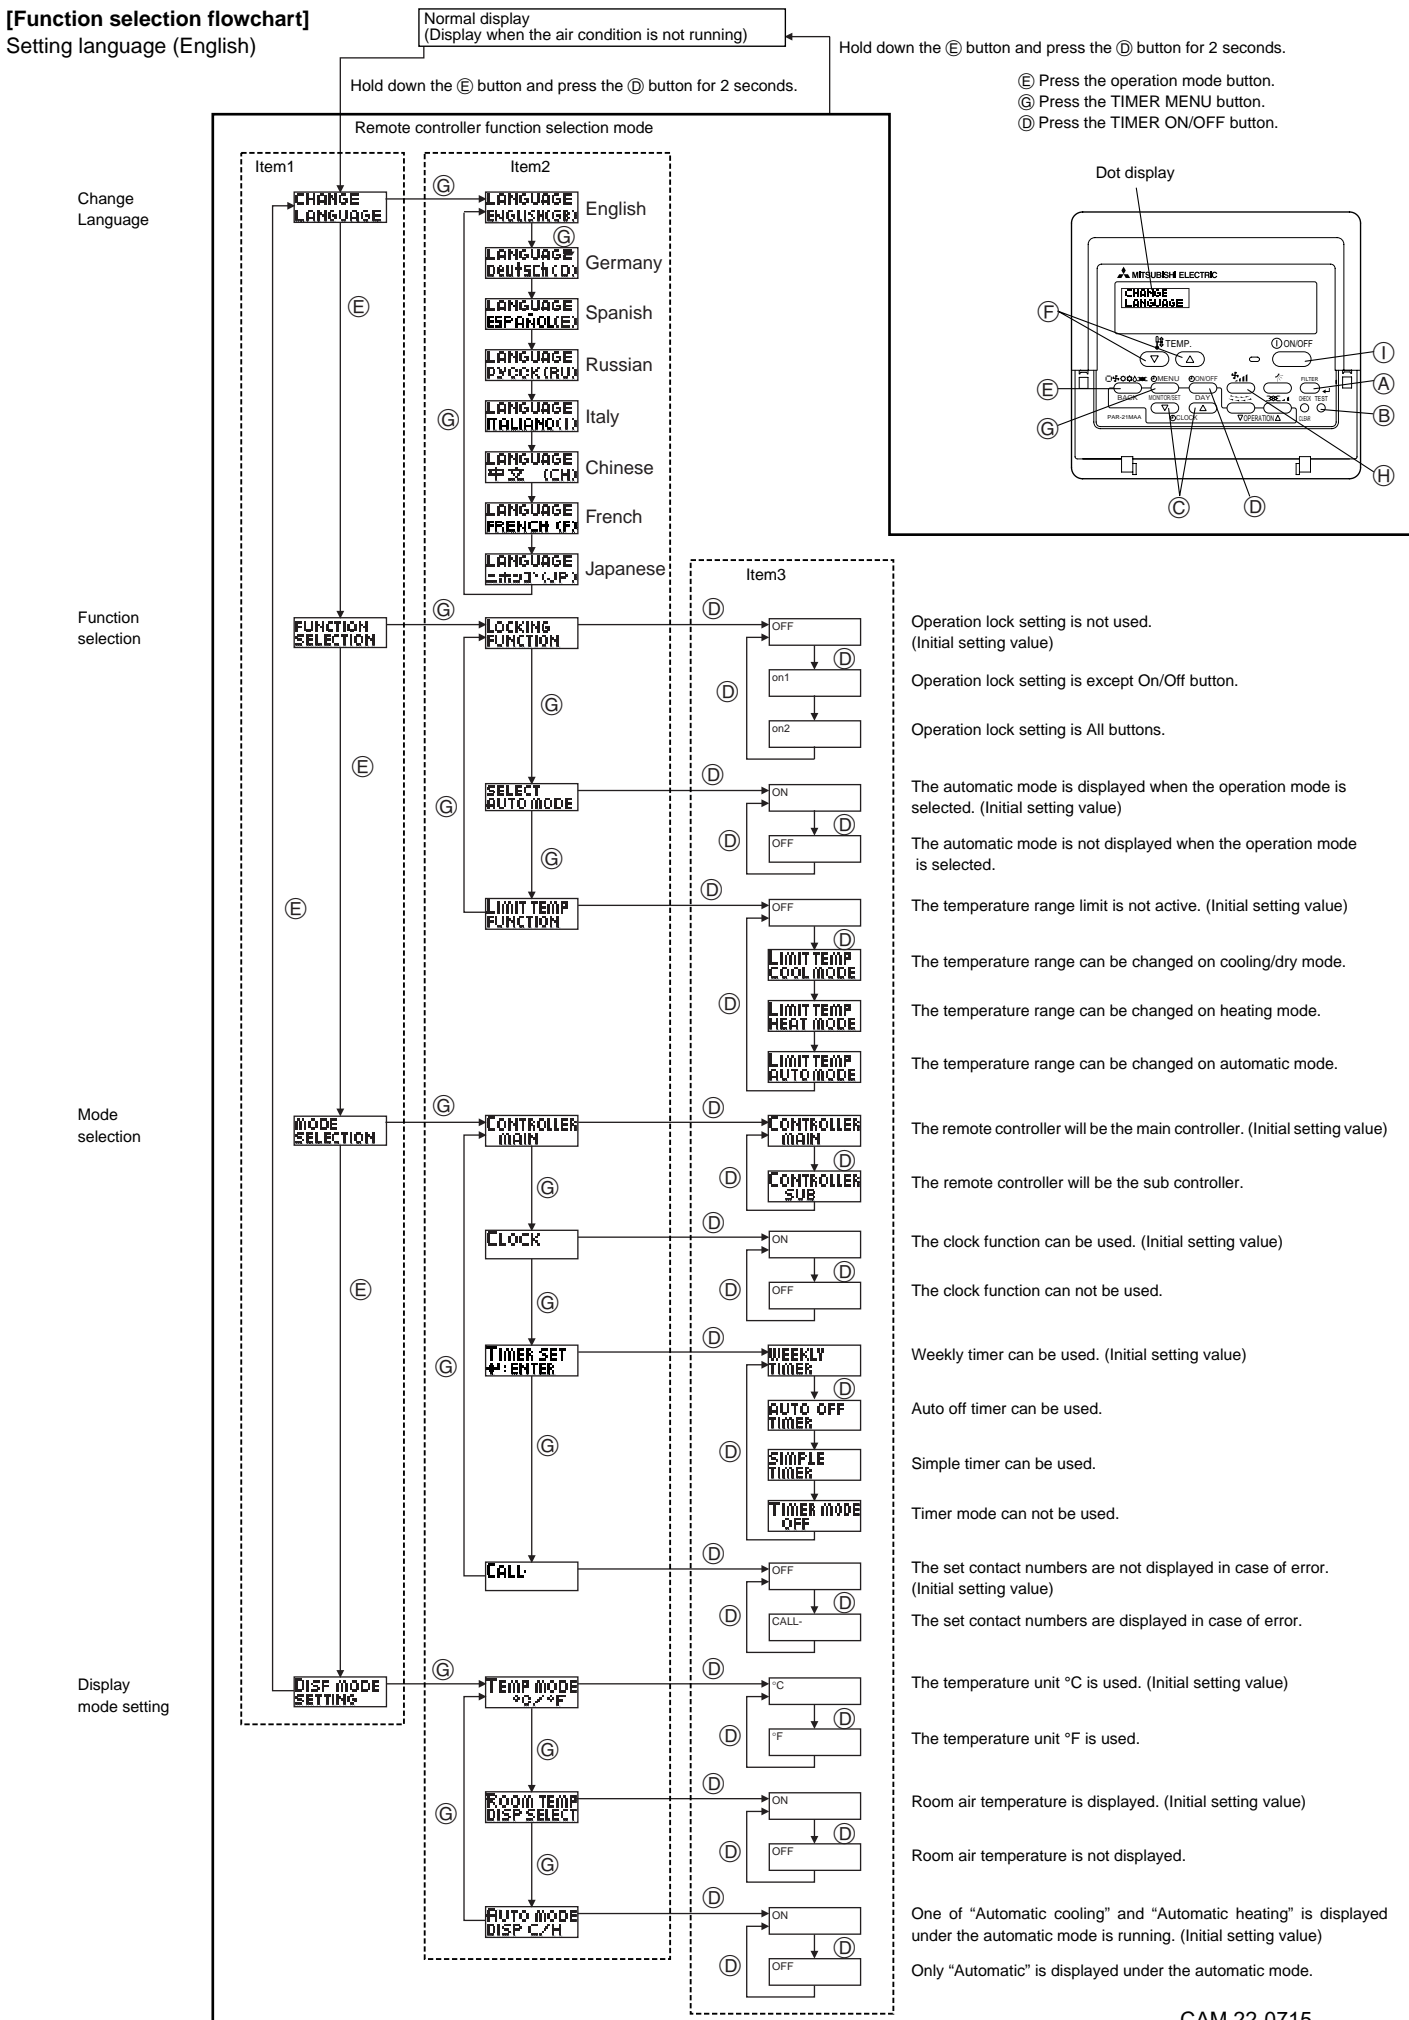 [Function selection flowchart]
Setting language (English)
Normal display
(Display when the air condition is not running)
Hold down the Ⓔ button and press the Ⓓ button for 2 seconds.
Hold down the Ⓔ button and press the Ⓓ button for 2 seconds.
Ⓔ Press the operation mode button.
Ⓖ Press the TIMER MENU button.
Ⓓ Press the TIMER ON/OFF button.
Remote controller function selection mode
Item1
Item2
Dot display
MITSUBISHI ELECTRIC
CHANGE
LANGUAGE
TEMP.
ON/OFF
MENU
ON/OFF
FILTER
BACK
MONITOR/SET
DAY
CHECK
TEST
PAR-21MAA
CLOCK
OPERATION
CLEAR
Ⓕ
Ⓔ
Ⓖ
Ⓒ
Ⓓ
Ⓘ
Ⓐ
Ⓑ
Ⓗ
Change
Language
CHANGE
LANGUAGE
Ⓖ
LANGUAGE
ENGLISH(GB)
English
Ⓖ
LANGUAGE
Deutsch(D)
Germany
Ⓔ
LANGUAGE
ESPAÑOL(E)
Spanish
LANGUAGE
РУССК(RU)
Russian
Ⓖ
LANGUAGE
ITALIANO(I)
Italy
LANGUAGE
中文 (CH)
Chinese
LANGUAGE
FRENCH (F)
French
LANGUAGE
ニホンゴ(JP)
Japanese
Item3
Function
selection
FUNCTION
SELECTION
Ⓖ
LOCKING
FUNCTION
Ⓓ
OFF
Operation lock setting is not used.
(Initial setting value)
Ⓓ
Ⓓ
on1
Operation lock setting is except On/Off button.
Ⓖ
on2
Operation lock setting is All buttons.
Ⓔ
Ⓖ
SELECT
AUTO MODE
Ⓓ
ON
The automatic mode is displayed when the operation mode is
selected. (Initial setting value)
Ⓓ
Ⓓ
OFF
The automatic mode is not displayed when the operation mode
is selected.
Ⓖ
Ⓔ
LIMIT TEMP
FUNCTION
Ⓓ
OFF
The temperature range limit is not active. (Initial setting value)
Ⓓ
LIMIT TEMP
COOL MODE
The temperature range can be changed on cooling/dry mode.
Ⓓ
LIMIT TEMP
HEAT MODE
The temperature range can be changed on heating mode.
LIMIT TEMP
AUTO MODE
The temperature range can be changed on automatic mode.
Mode
selection
MODE
SELECTION
Ⓖ
CONTROLLER
MAIN
Ⓓ
CONTROLLER
MAIN
The remote controller will be the main controller. (Initial setting value)
Ⓓ
Ⓓ
CONTROLLER
SUB
The remote controller will be the sub controller.
Ⓖ
CLOCK
Ⓓ
ON
The clock function can be used. (Initial setting value)
Ⓓ
Ⓔ
Ⓖ
Ⓓ
OFF
The clock function can not be used.
Ⓖ
TIMER SET
↵:ENTER
Ⓓ
WEEKLY
TIMER
Weekly timer can be used. (Initial setting value)
Ⓓ
AUTO OFF
TIMER
Auto off timer can be used.
Ⓖ
Ⓓ
SIMPLE
TIMER
Simple timer can be used.
TIMER MODE
OFF
Timer mode can not be used.
CALL-
Ⓓ
OFF
The set contact numbers are not displayed in case of error.
(Initial setting value)
Ⓓ
Ⓓ
CALL-
The set contact numbers are displayed in case of error.
Display
mode setting
DISP MODE
SETTING
Ⓖ
TEMP MODE
°C/°F
Ⓓ
°C
The temperature unit °C is used. (Initial setting value)
Ⓓ
Ⓓ
°F
The temperature unit °F is used.
Ⓖ
Ⓖ
ROOM TEMP
DISP SELECT
Ⓓ
ON
Room air temperature is displayed. (Initial setting value)
Ⓓ
Ⓓ
OFF
Room air temperature is not displayed.
Ⓖ
AUTO MODE
DISP C/H
Ⓓ
ON
One of “Automatic cooling” and “Automatic heating” is displayed
under the automatic mode is running. (Initial setting value)
Ⓓ
Ⓓ
OFF
Only “Automatic” is displayed under the automatic mode.
CAM 22-0715